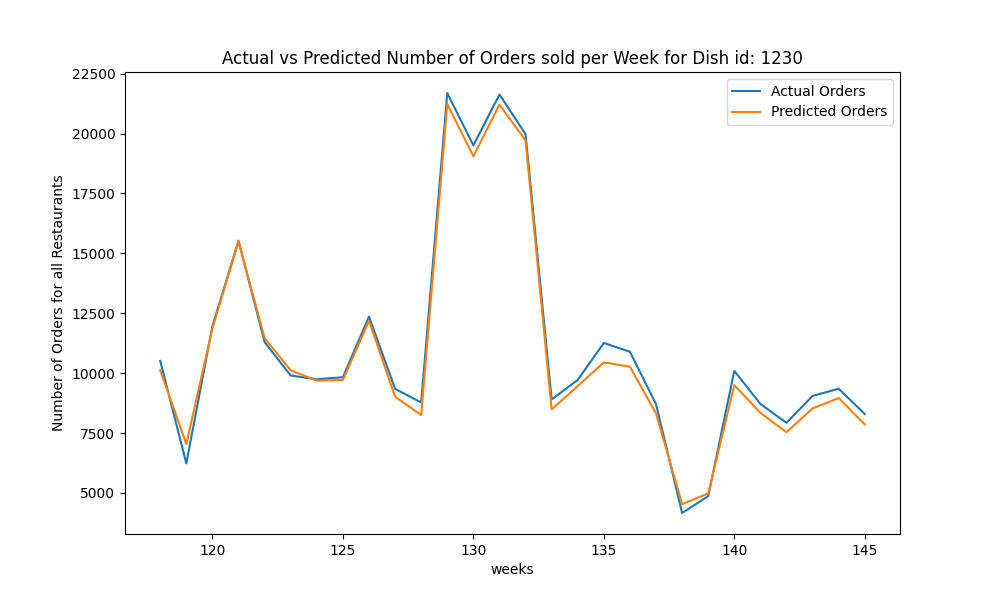 Actual vs Predicted Number of Orders sold per Week for Dish id: 1230
Actual Orders
Predicted Orders
Number of Orders for all Restaurants
22500
20000
17500
15000
12500
10000
7500
5000
120 125 130 135 140 145
weeks